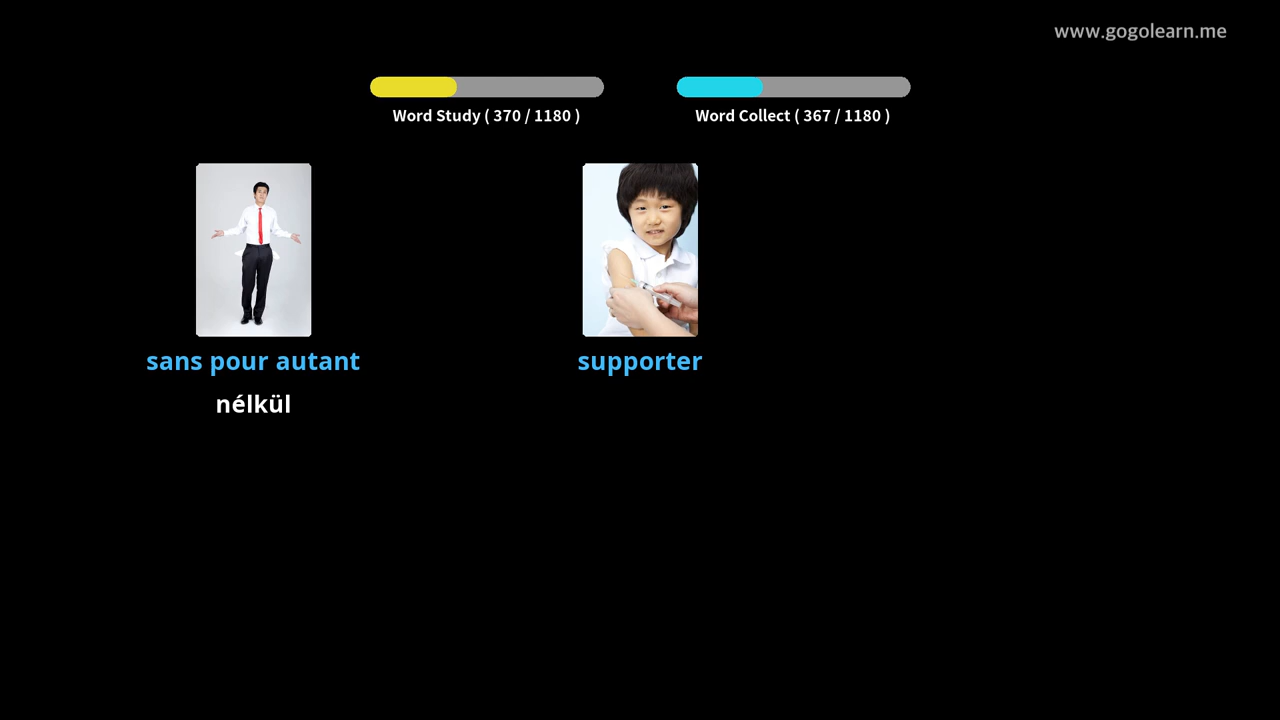 www.gogolearn.me
Word Study ( 370 / 1180 )
Word Collect ( 367 / 1180 )
sans pour autant
supporter
nélkül